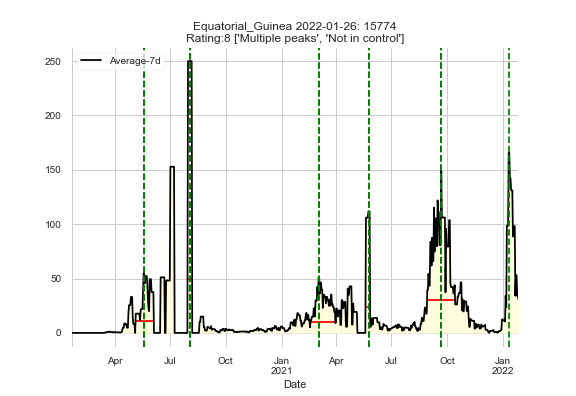 Equatorial_Guinea 2022-01-26: 15774
Rating:8 ['Multiple peaks', 'Not in control']
Average-7d
250
200
150
100
50
0
Apr
Jul
Oct
Jan
2021
Apr
Jul
Oct
Jan
2022
Date